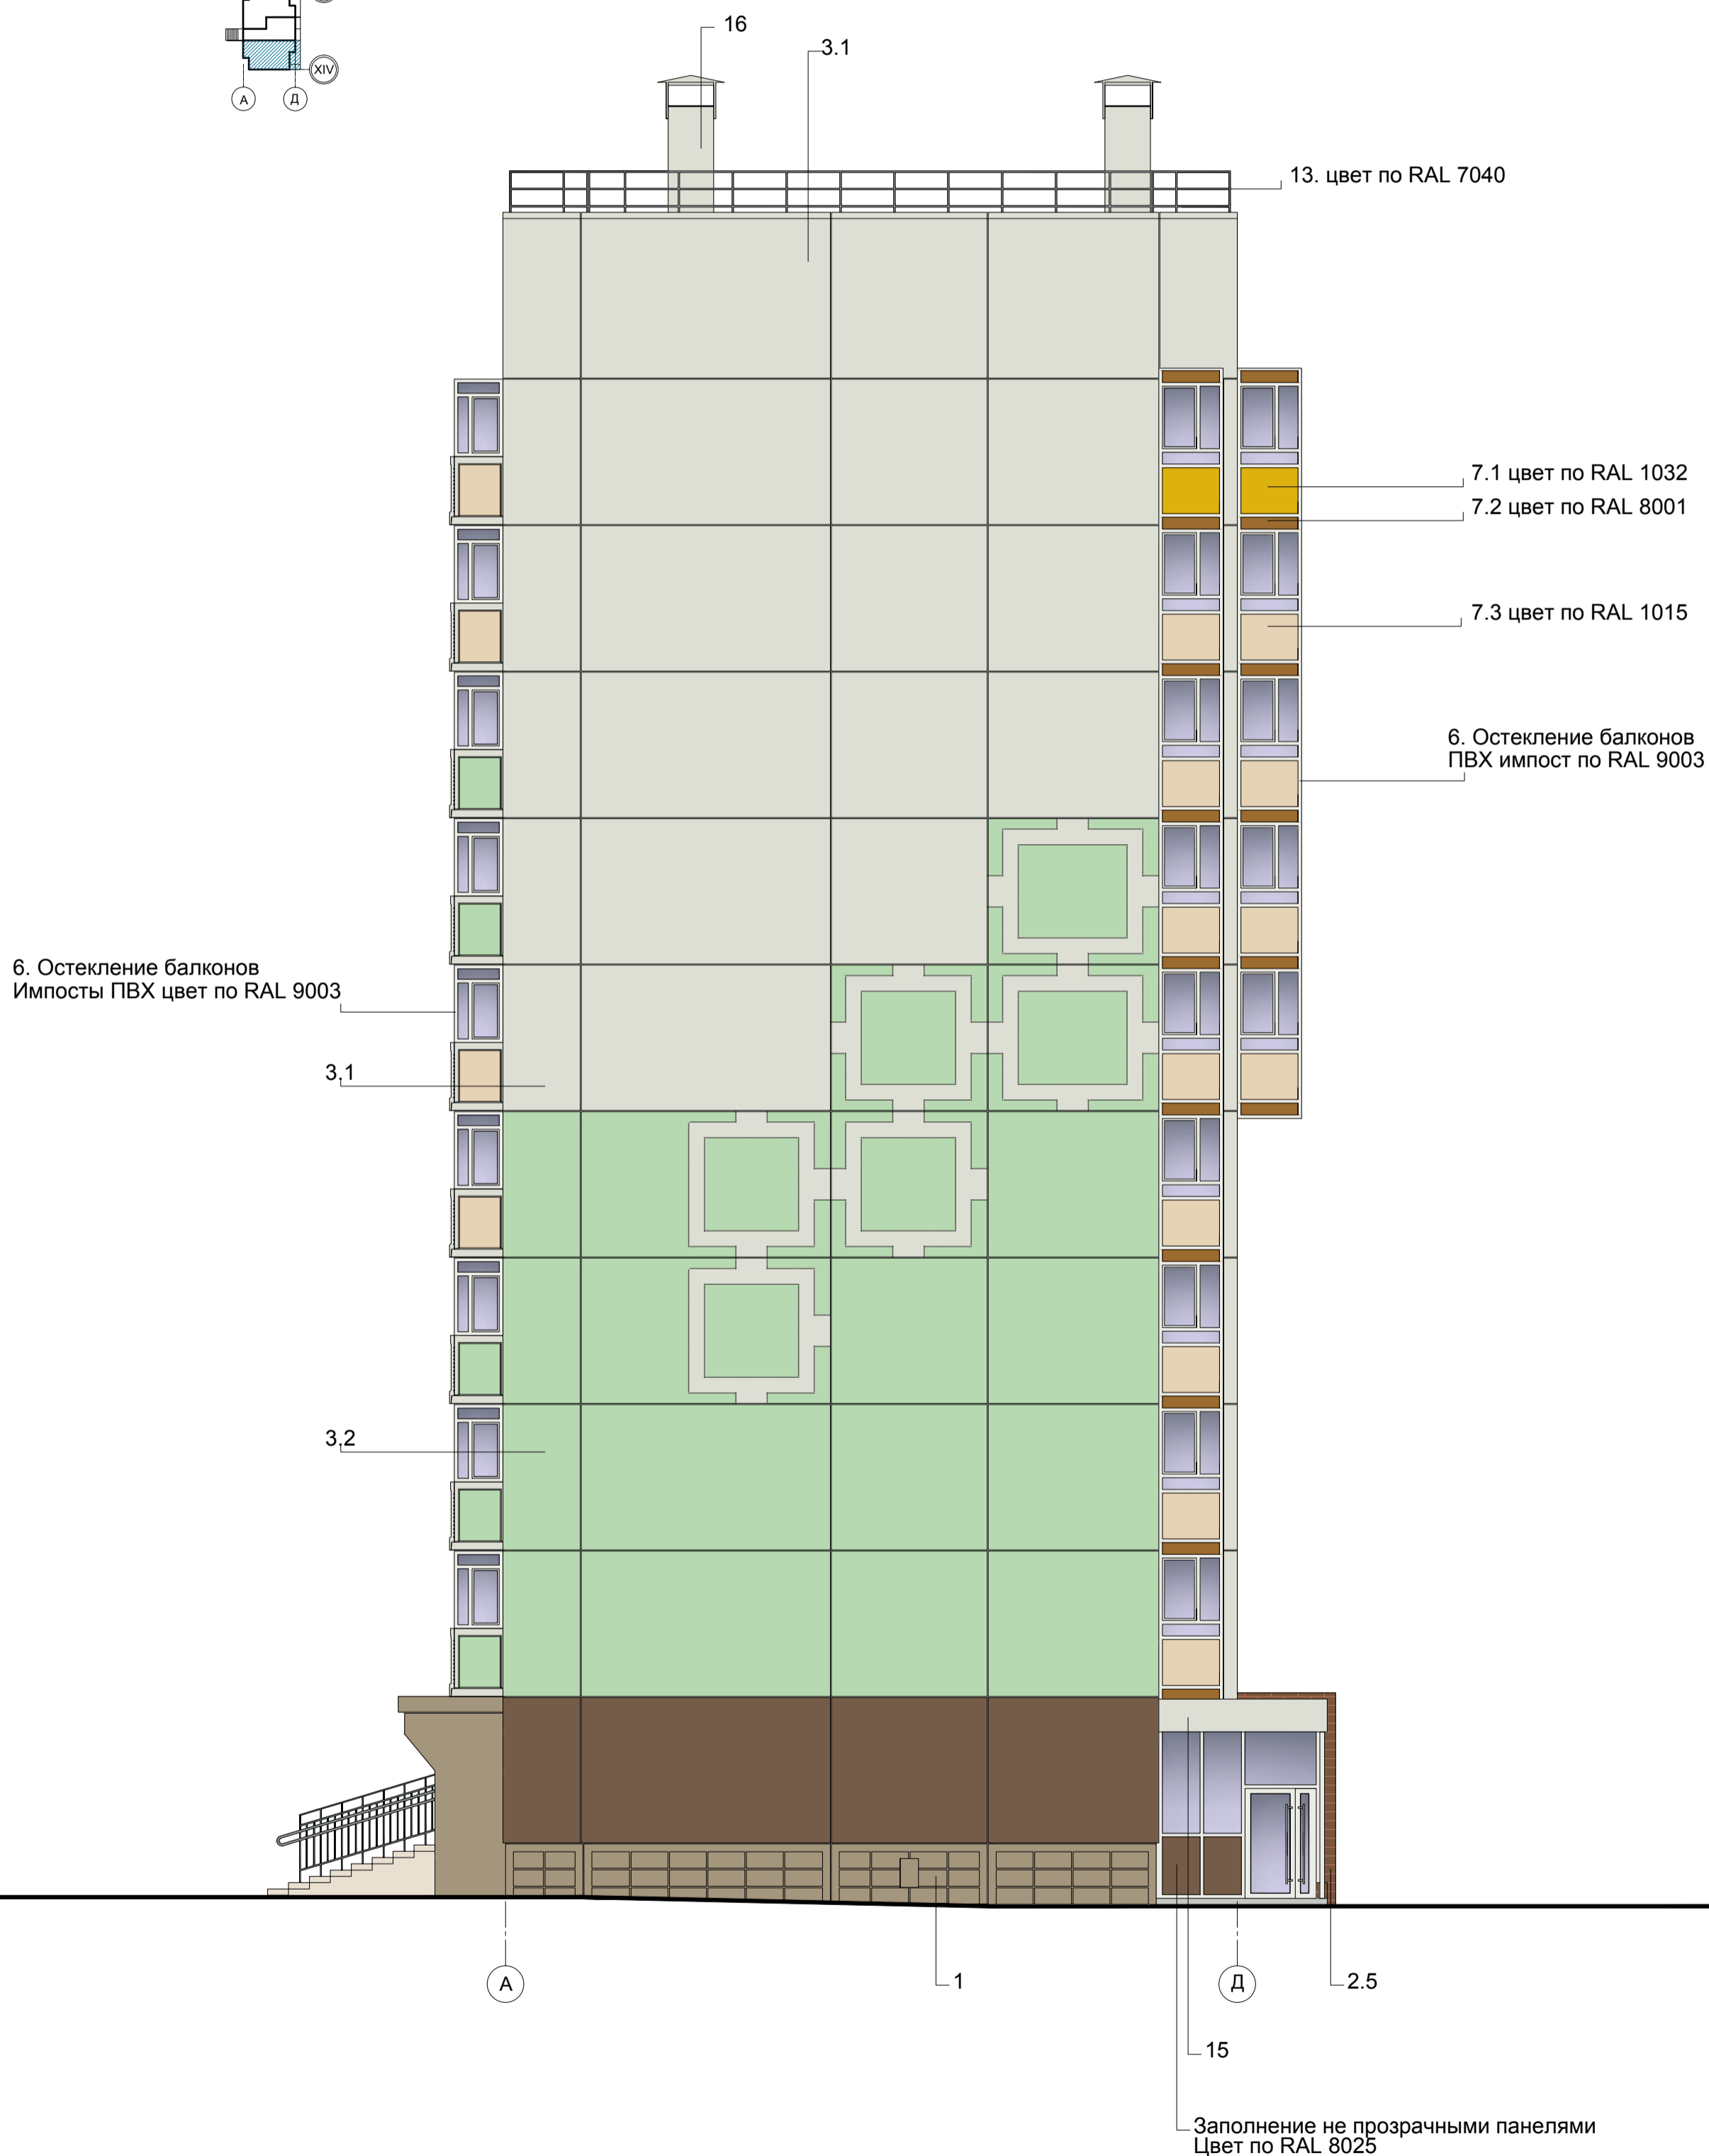 XIV
А
Д
16
3.1
13. цвет по RAL 7040
7.1 цвет по RAL 1032
7.2 цвет по RAL 8001
7.3 цвет по RAL 1015
6. Остекление балконов
ПВХ импост по RAL 9003
6. Остекление балконов
Импосты ПВХ цвет по RAL 9003
3.1
3.2
А
1
Д
2.5
15
Заполнение не прозрачными панелями
Цвет по RAL 8025